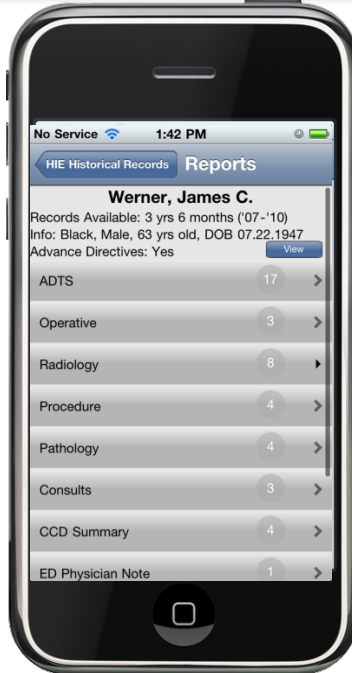 No Service 1:42 PM
HIE Historical Records Reports
Werner, James C.
Records Available: 3 yrs 6 months ('07-'10)
Info: Black, Male, 63 yrs old, DOB 07.22.1947
Advance Directives: Yes View
ADTS 17
Operative 3
Radiology 8
Procedure 4
Pathology 4
Consults 3
CCD Summary 4
ED Physician Note 1